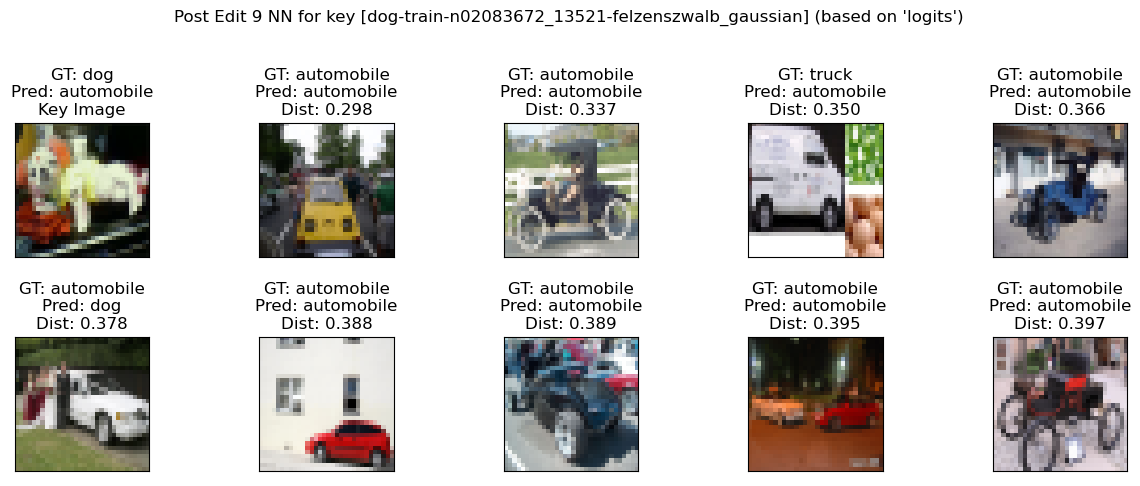 Post Edit 9 NN for key [dog-train-n02083672_13521-felzenszwalb_gaussian] (based on 'logits')
GT: dog
Pred: automobile
Key Image
GT: automobile
Pred: automobile
Dist: 0.298
GT: automobile
Pred: automobile
Dist: 0.337
GT: truck
Pred: automobile
Dist: 0.350
GT: automobile
Pred: automobile
Dist: 0.366
GT: automobile
Pred: dog
Dist: 0.378
GT: automobile
Pred: automobile
Dist: 0.388
GT: automobile
Pred: automobile
Dist: 0.389
GT: automobile
Pred: automobile
Dist: 0.395
GT: automobile
Pred: automobile
Dist: 0.397